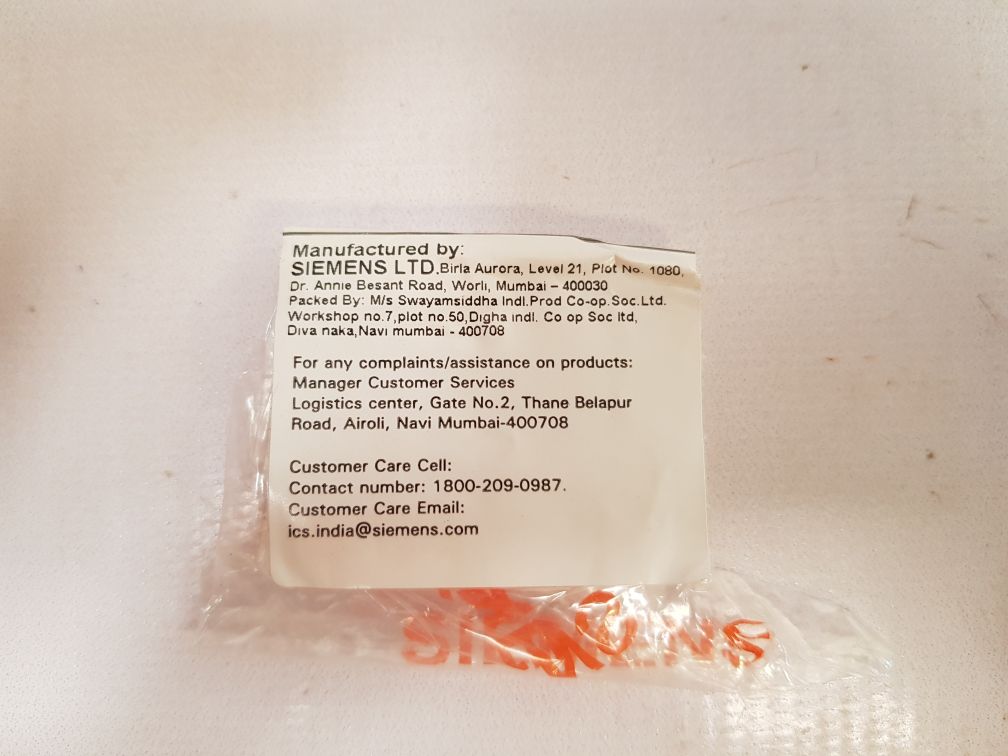 Manufactured by:
SIEMENS LTD.Birla Aurora, Level 21, Plot No. 1080,
Dr. Annie Besant Road, Worli, Mumbai – 400030
Packed By: M/s Swayamsiddha Indl.Prod Co-op.Soc.Ltd.
Workshop no.7,plot no.50,Digha indl. Co op Soc ltd,
Diva naka,Navi mumbai - 400708
For any complaints/assistance on products:
Manager Customer Services
Logistics center, Gate No.2, Thane Belapur
Road, Airoli, Navi Mumbai-400708
Customer Care Cell:
Contact number: 1800-209-0987.
Customer Care Email:
ics.india@siemens.com
SIEMENS